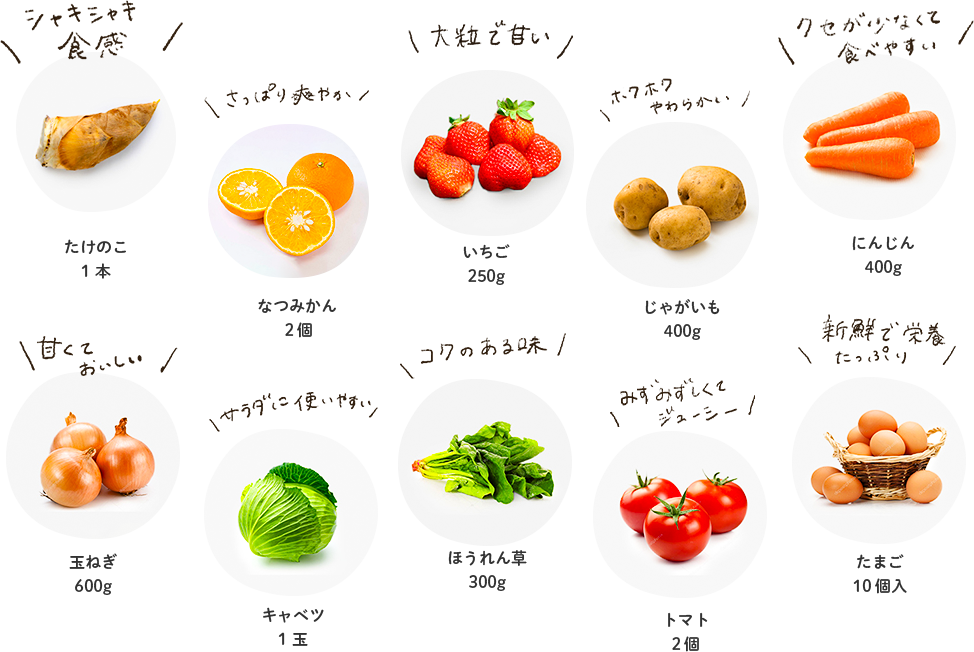 シャキシャキ
食感
たけのこ
1本
さっぱり爽やか
なつみかん
2個
大粒で甘い
いちご
250g
ホクホク
やわらかい
じゃがいも
400g
クセが少なくて
食べやすい
にんじん
400g
甘くて
おいしい
玉ねぎ
600g
サラダに使いやすい
キャベツ
1玉
コクのある味
ほうれん草
300g
みずみずしくて
ジューシー
トマト
2個
新鮮で栄養
たっぷり
たまご
10個入